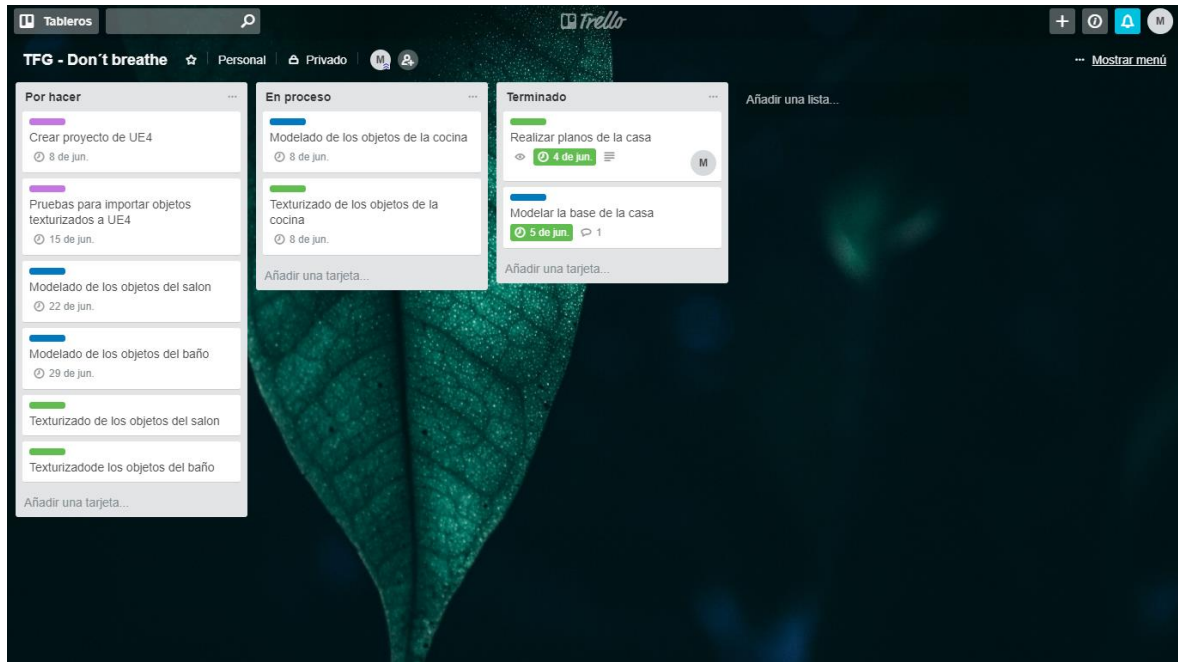 Tableros
Trello
M
TFG - Don´t breathe
Personal
Privado
M
Mostrar menú
Por hacer
Crear proyecto de UE4
8 de jun.
Pruebas para importar objetos
texturizados a UE4
15 de jun.
Modelado de los objetos del salon
22 de jun.
Modelado de los objetos del baño
29 de jun.
Texturizado de los objetos del salon
Texturizadode los objetos del baño
Añadir una tarjeta...
En proceso
Modelado de los objetos de la cocina
8 de jun.
Texturizado de los objetos de la
cocina
8 de jun.
Añadir una tarjeta...
Terminado
Realizar planos de la casa
4 de jun.
M
Modelar la base de la casa
5 de jun. 1
Añadir una tarjeta...
Añadir una lista...